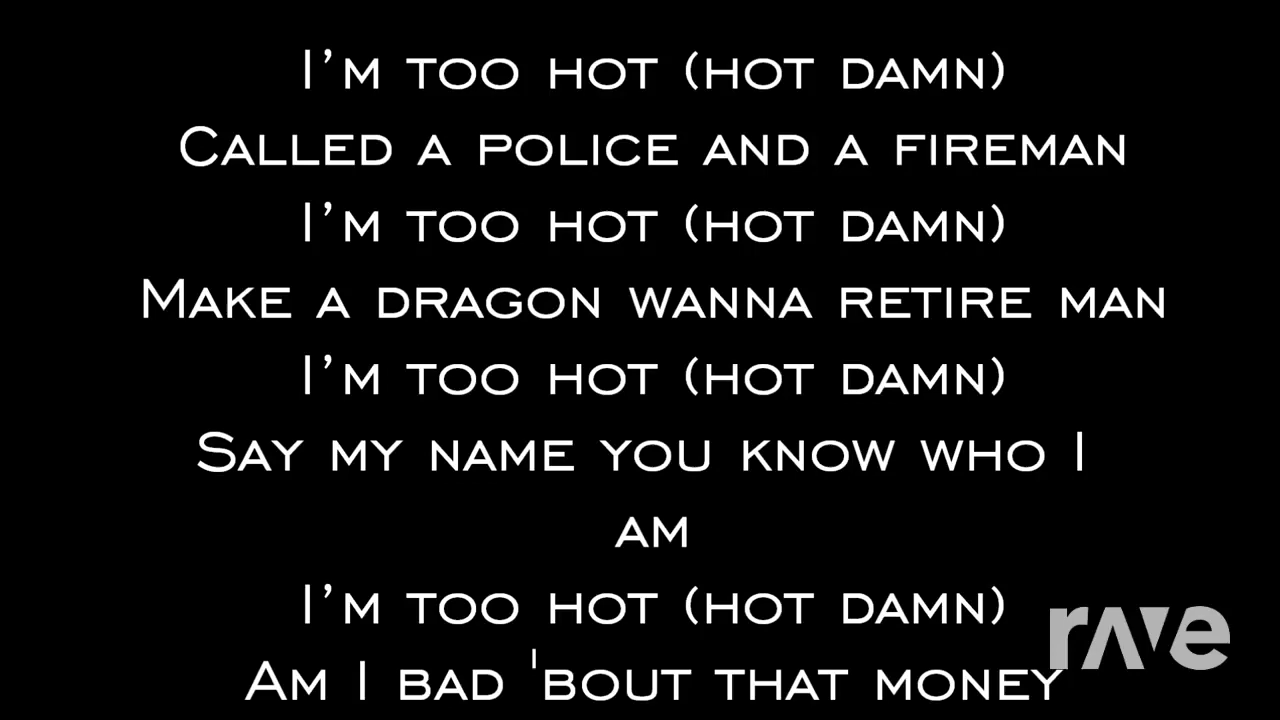 I'M TOO HOT (HOT DAMN)
CALLED A POLICE AND A FIREMAN
I'M TOO HOT (HOT DAMN)
MAKE A DRAGON WANNA RETIRE MAN
I'M TOO HOT (HOT DAMN)
SAY MY NAME YOU KNOW WHO I
AM
I'M TOO HOT (HOT DAMN)
AM I BAD 'BOUT THAT MONEY
rave